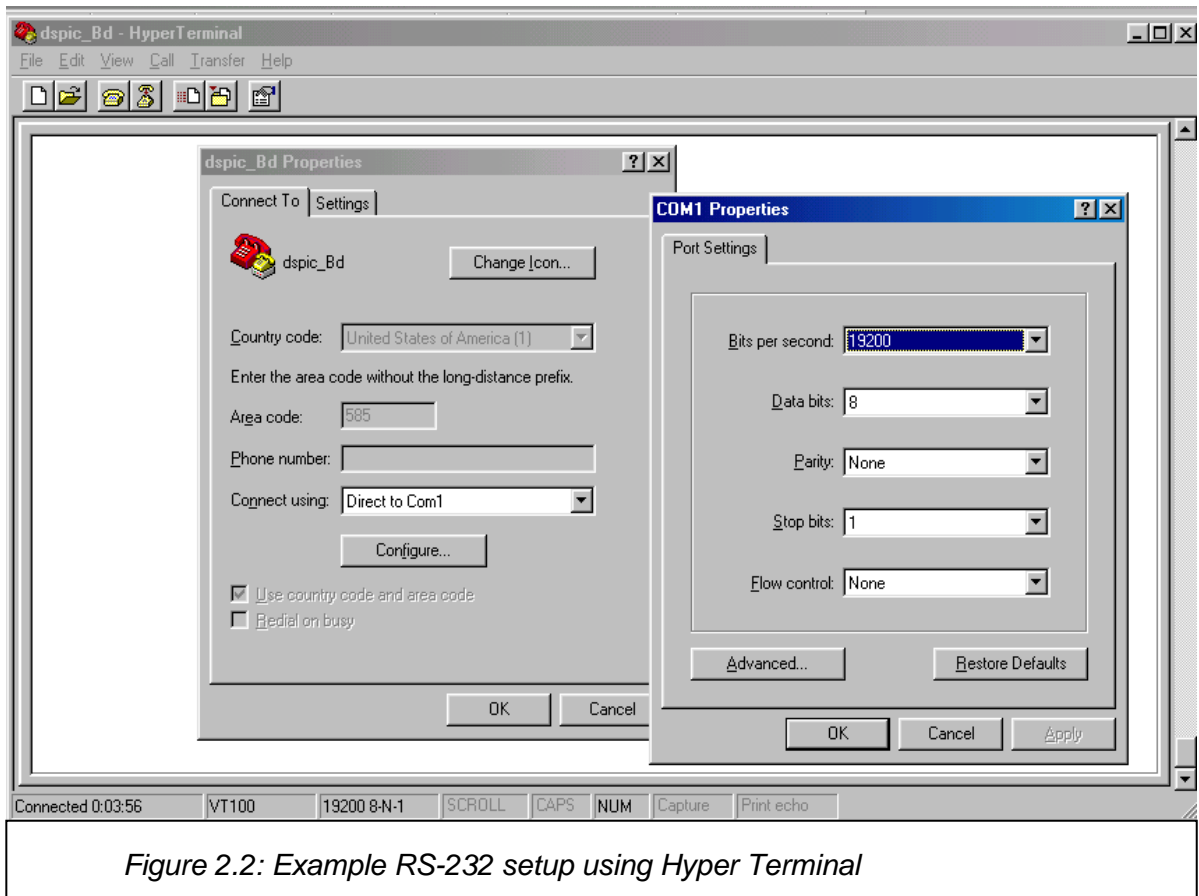 dspic_Bd - HyperTerminal
File Edit View Call Transfer Help
dspic_Bd Properties
Connect To Settings
dspic_Bd
Change Icon...
Country code: United States of America (1)
Enter the area code without the long-distance prefix.
Area code: 585
Phone number:
Connect using: Direct to Com1
Configure...
Use country code and area code
Redial on busy
OK Cancel
COM1 Properties
Port Settings
Bits per second: 19200
Data bits: 8
Parity: None
Stop bits: 1
Flow control: None
Advanced... Restore Defaults
OK Cancel Apply
Connected 0:03:56 VT100 19200 8-N-1 SCROLL CAPS NUM Capture Print echo
Figure 2.2: Example RS-232 setup using Hyper Terminal